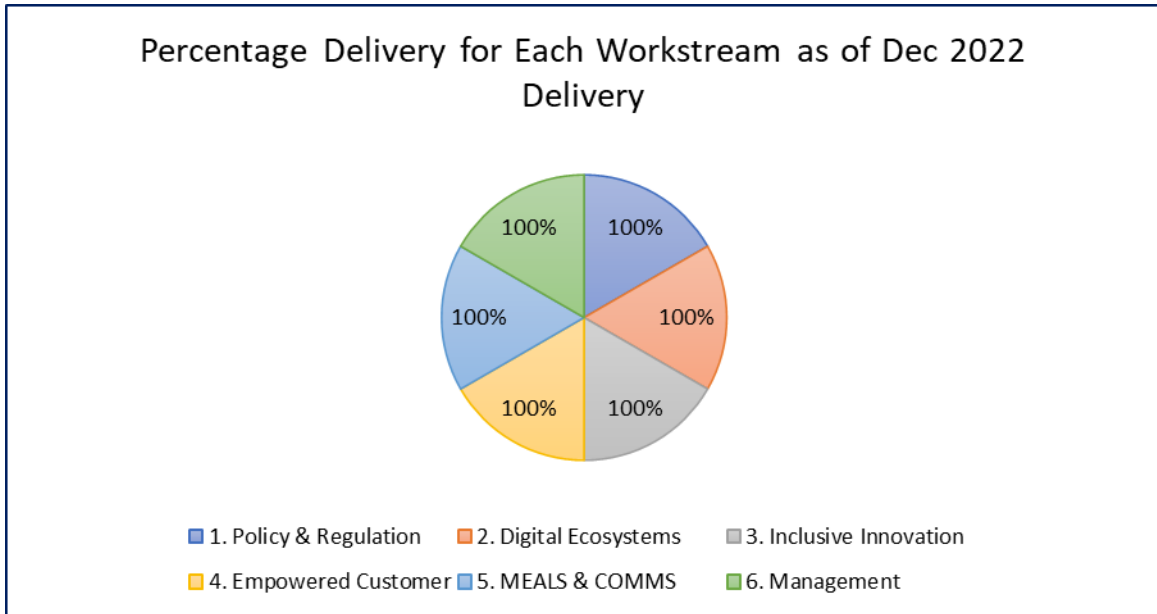 Percentage Delivery for Each Workstream as of Dec 2022
Delivery
100% 100%
100% 100%
100% 100%
1. Policy & Regulation 2. Digital Ecosystems 3. Inclusive Innovation
4. Empowered Customer 5. MEALS & COMMS 6. Management